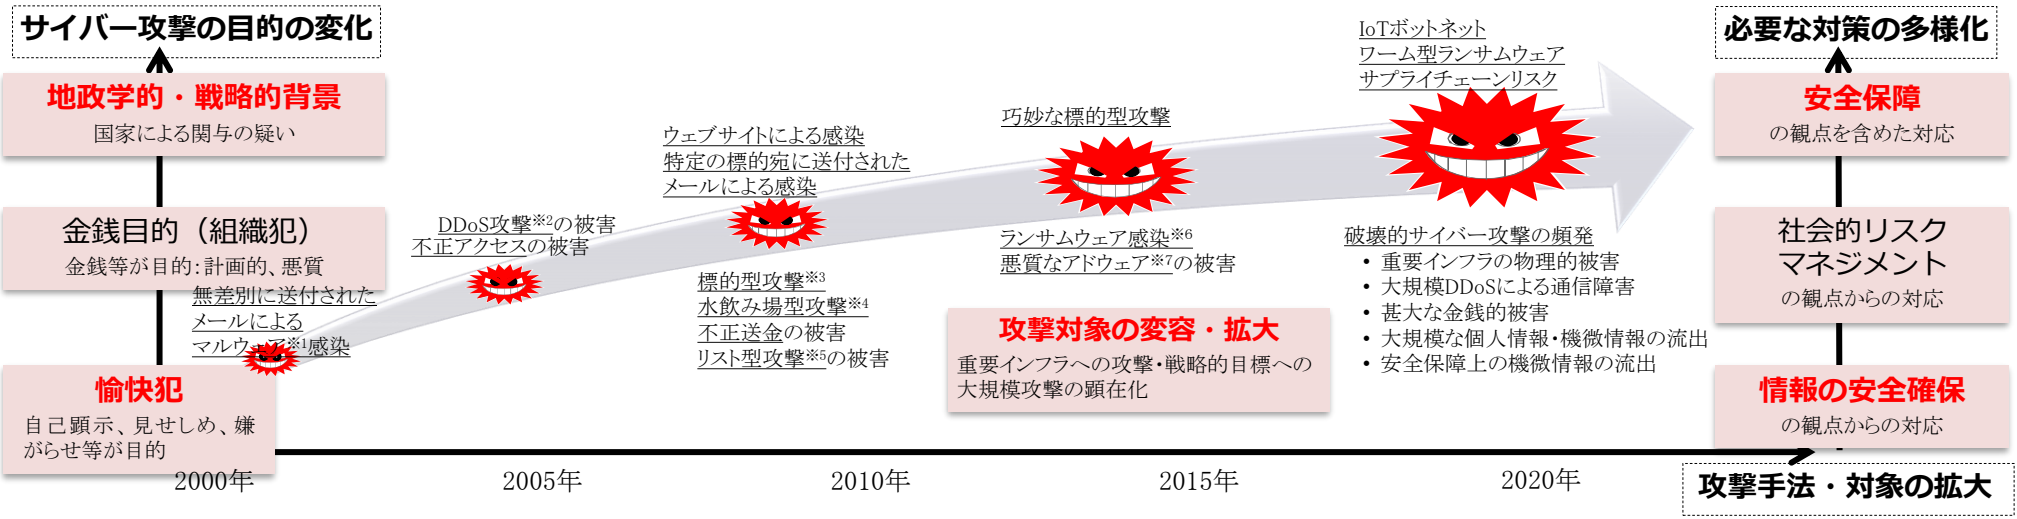 サイバー攻撃の目的の変化
地政学的・戦略的背景
国家による関与の疑い
金銭目的（組織犯）
金銭等が目的：計画的、悪質
愉快犯
自己顕示、見せしめ、嫌
がらせ等が目的
無差別に送付された
メールによる
マルウェア※1感染
DDoS攻撃※2の被害
不正アクセスの被害
ウェブサイトによる感染
特定の標的宛に送付された
メールによる感染
標的型攻撃※3
水飲み場型攻撃※4
不正送金の被害
リスト型攻撃※5の被害
巧妙な標的型攻撃
ランサムウェア感染※6
悪質なアドウェア※7の被害
攻撃対象の変容・拡大
重要インフラへの攻撃・戦略的目標への
大規模攻撃の顕在化
IoTボットネット
ワーム型ランサムウェア
サプライチェーンリスク
破壊的サイバー攻撃の頻発
• 重要インフラの物理的被害
• 大規模DDoSによる通信障害
• 甚大な金銭的被害
• 大規模な個人情報・機微情報の流出
• 安全保障上の機微情報の流出
必要な対策の多様化
安全保障
の観点を含めた対応
社会的リスク
マネジメント
の観点からの対応
情報の安全確保
の観点からの対応
2000年
2005年
2010年
2015年
2020年
攻撃手法・対象の拡大